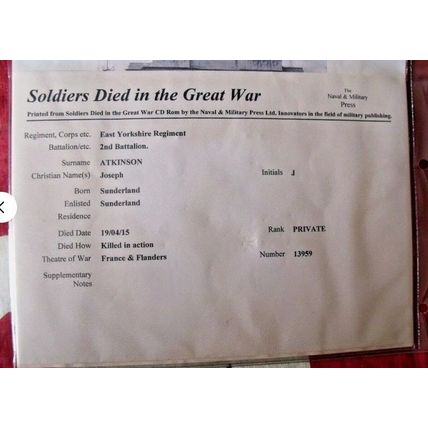 Soldiers Died in the Great War
The
Naval & Military
Press
Printed from Soldiers Died in the Great War CD Rom by the Naval & Military Press Ltd. Innovators in the field of military publishing.
Regiment, Corps etc. East Yorkshire Regiment
Battalion/etc. 2nd Battalion.
Surname ATKINSON
Christian Name(s) Joseph Initials J
Born Sunderland
Enlisted Sunderland
Residence
Died Date 19/04/15 Rank PRIVATE
Died How Killed in action
Theatre of War France & Flanders Number 13959
Supplementary
Notes